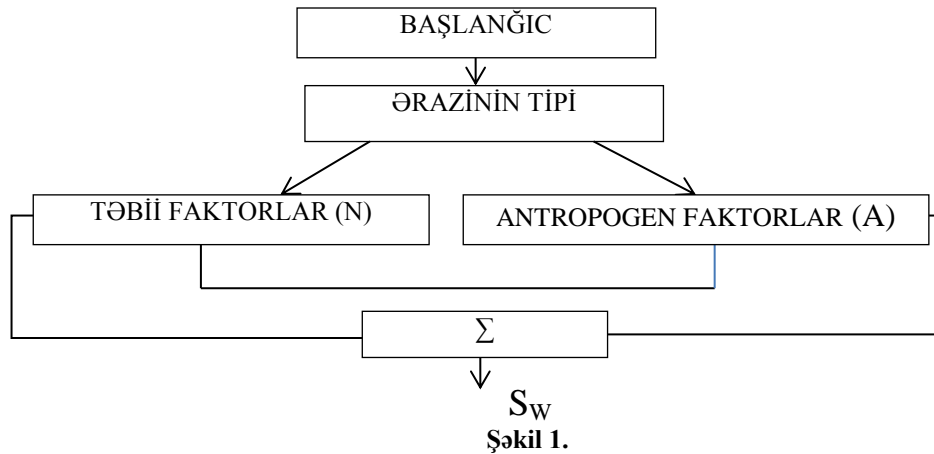 BAŞLANĞIC
ƏRAZİNİN TİPİ
TƏBİİ FAKTORLAR (N)
ANTROPOGEN FAKTORLAR (A)
∑
SW
Şəkil 1.